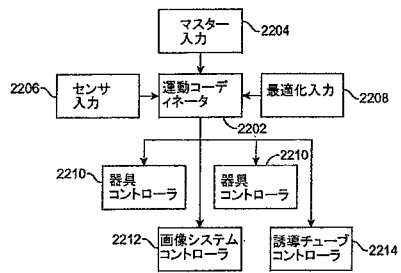 マスター
入力
2204
2206
センサ
入力
運動コーデ
ィネータ
最適化入力
2208
2202
2210
器具
コントローラ
2210
器具
コントローラ
2212
画像システム
コントローラ
誘導チューブ
コントローラ
2214